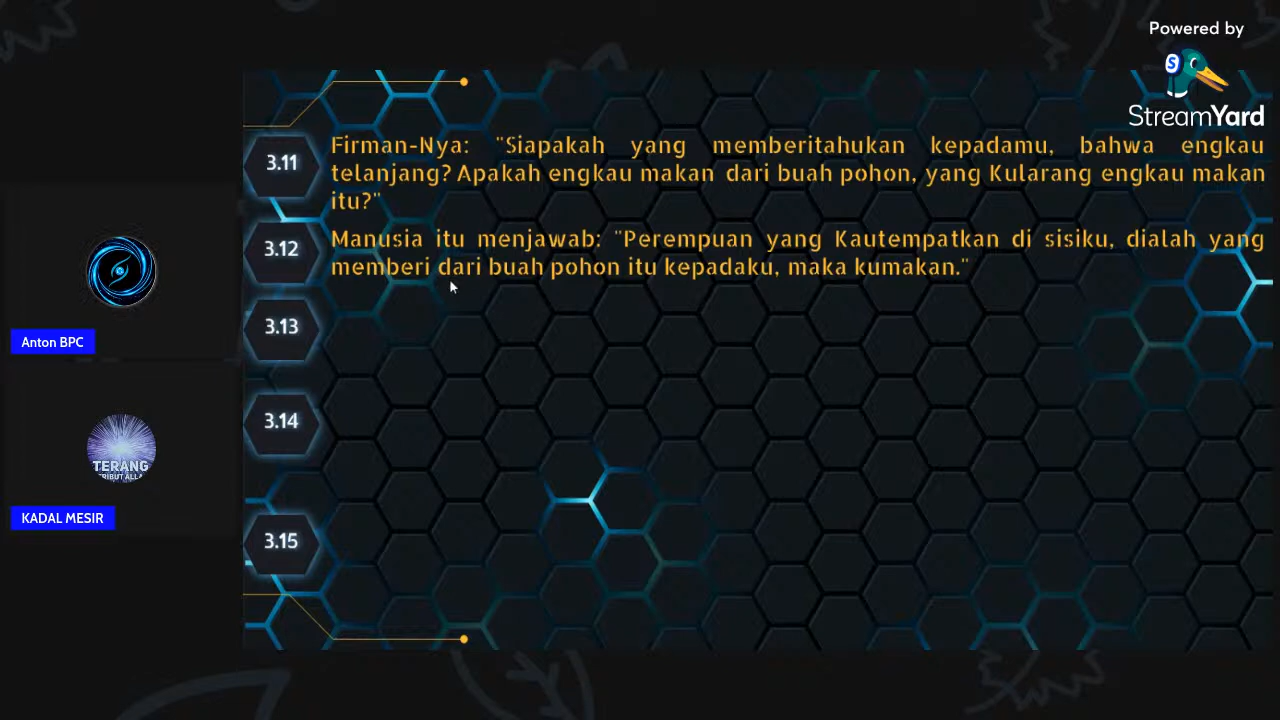 Powered by
StreamYard
3.11
Firman-Nya: "Siapakah yang memberitahukan kepadamu, bahwa engkau
telanjang? Apakah engkau makan dari buah pohon, yang Kularang engkau makan
itu?"
3.12
Manusia itu menjawab: "Perempuan yang Kautempatkan di sisiku, dialah yang
memberi dari buah pohon itu kepadaku, maka kumakan."
3.13
3.14
3.15
Anton BPC
TERANG
KADAL MESIR